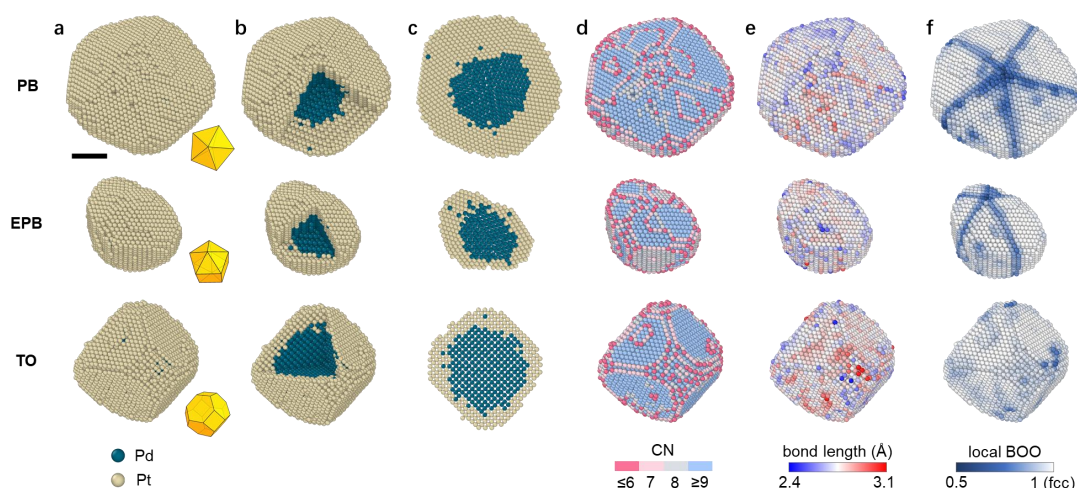 a b c d e f
PB
EPB
TO
Pd
Pt
CN
≤6 7 8 ≥9
bond length (Å)
2.4 3.1
local BOO
0.5 1 (fcc)